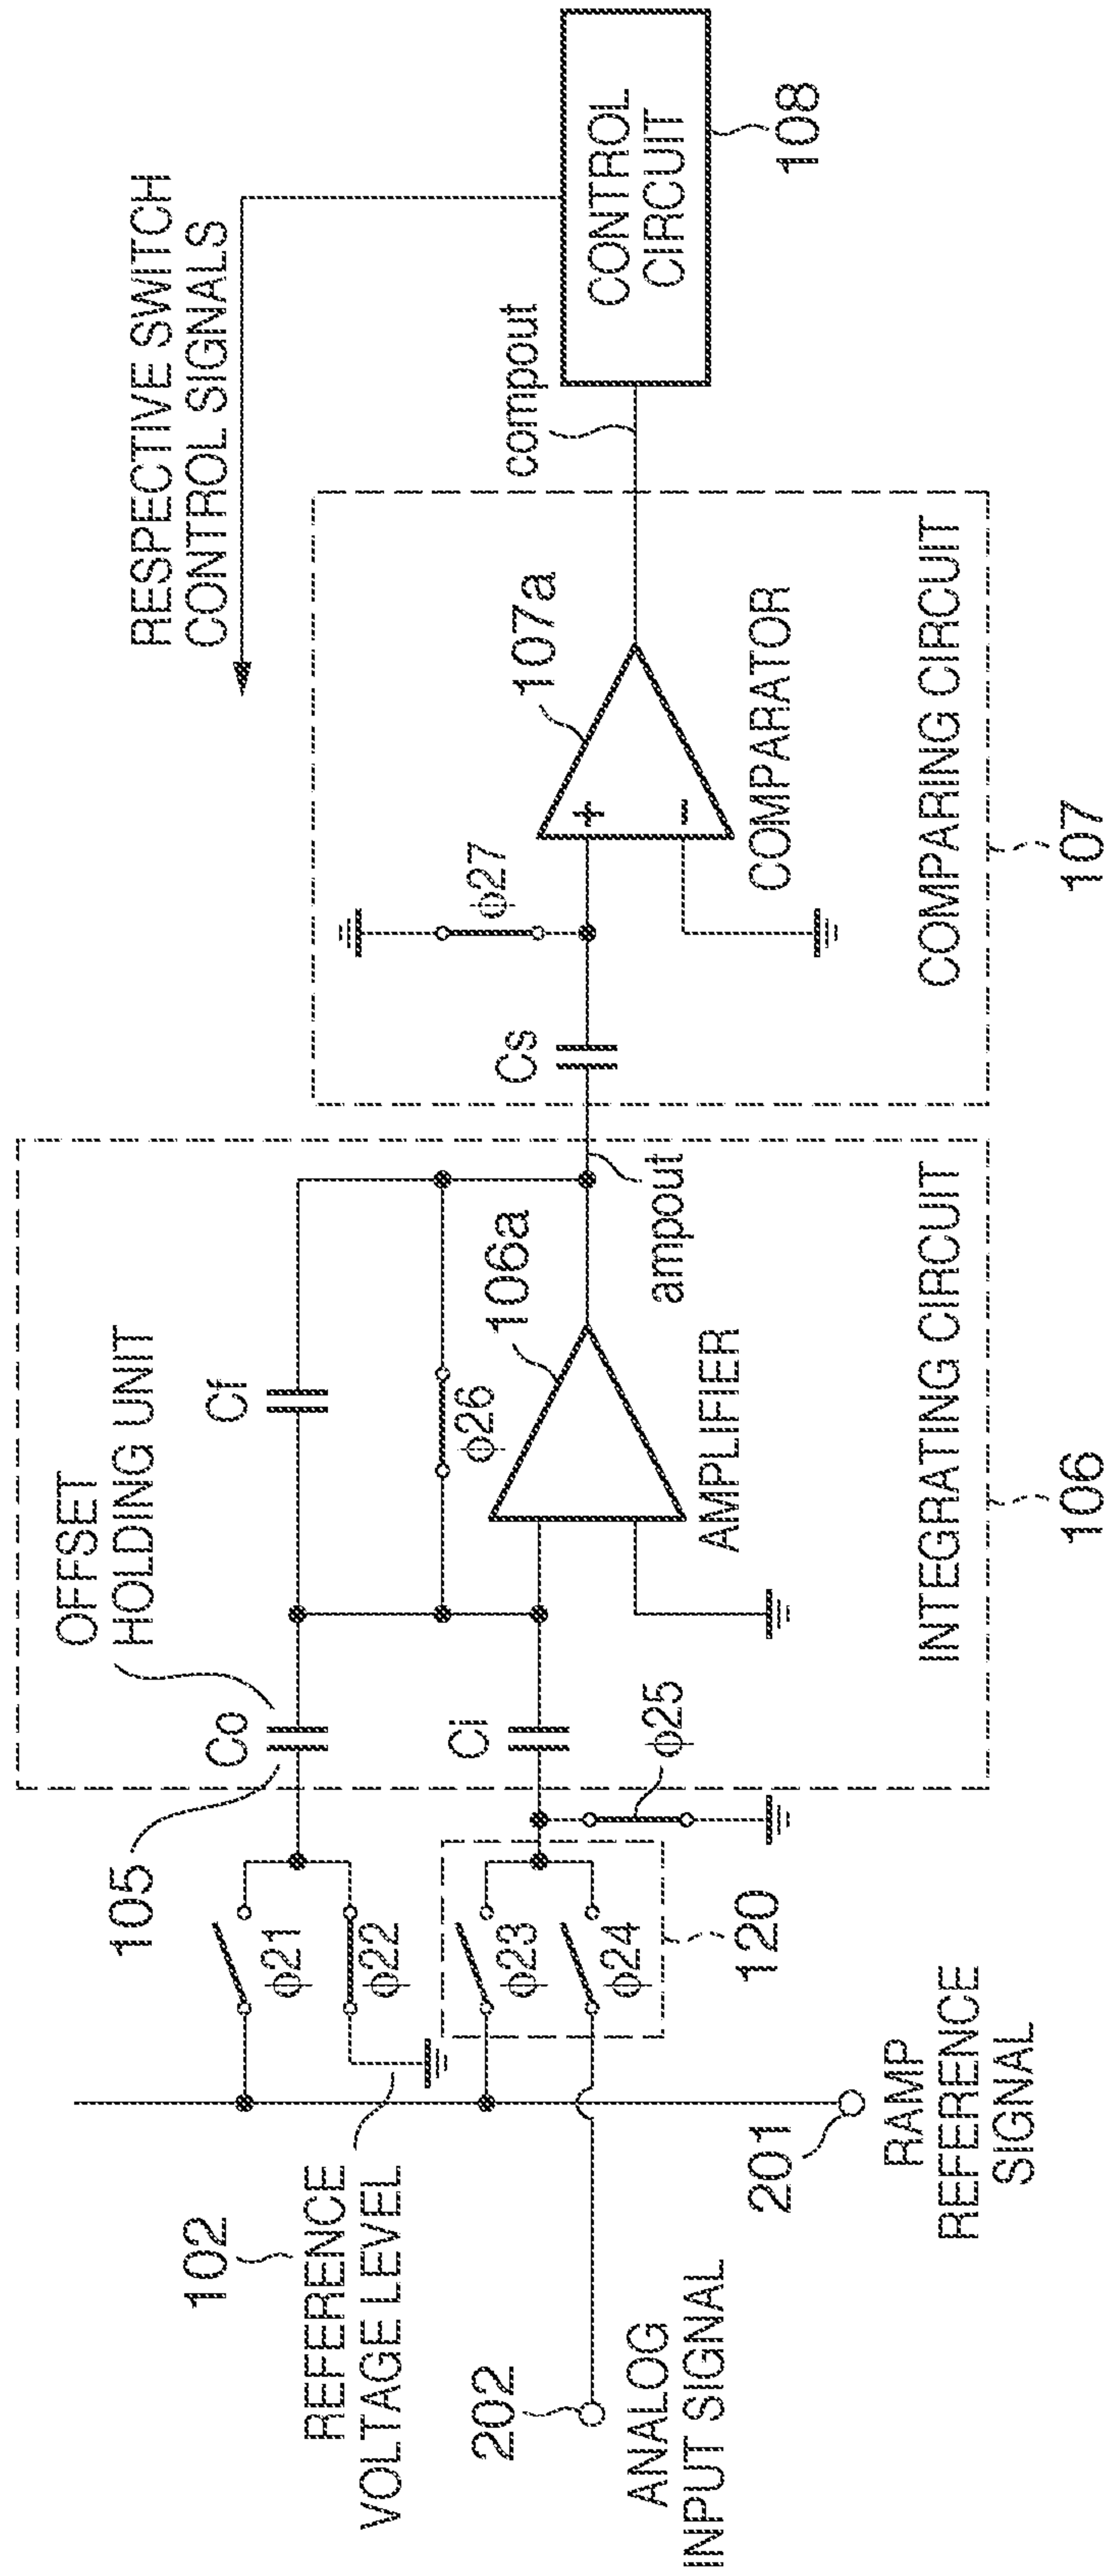 RESPECTIVE SWITCH
CONTROL SIGNALS
OFFSET
HOLDING UNIT
105
Co
Cf
102
REFERENCE
VOLTAGE LEVEL
ϕ21
ϕ22
ϕ23
ϕ24
120
Ci
ϕ25
ϕ26
106a
AMPLIFIER
ampout
INTEGRATING CIRCUIT
106
Cs
ϕ27
107a
COMPARATOR
COMPARING CIRCUIT
107
compout
CONTROL
CIRCUIT
108
202
ANALOG
INPUT SIGNAL
201
RAMP
REFERENCE
SIGNAL
+
−